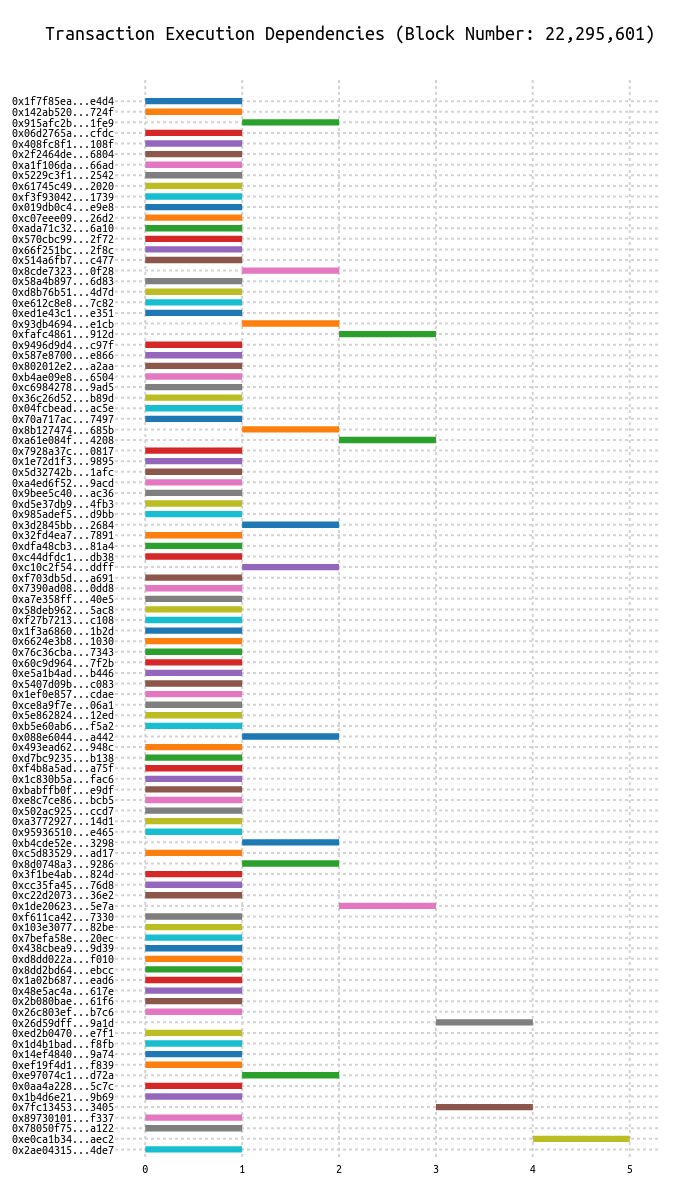 Transaction Execution Dependencies (Block Number: 22,295,601)
0x1f7f85ea...e4d4
0x142ab520...724f
0x915afc2b...1fe9
0x06d2765a...cfdc
0x408fc8f1...108f
0x2f2464de...6804
0xa1f106da...66ad
0x5229c3f1...2542
0x61745c49...2020
0xf3f93042...1739
0x019db0c4...e9e8
0xc07eee09...26d2
0xada71c32...6a10
0x570cbc99...2f72
0x66f251bc...2f8c
0x514a6fb7...c477
0x8cde7323...0f28
0x58a4b897...6d83
0xd8b76b51...4d7d
0xe612c8e8...7c82
0xed1e43c1...e351
0x93db4694...e1cb
0xfafc4861...912d
0x9496d9d4...c97f
0x587e8700...e866
0x802012e2...a2aa
0xb4ae09e8...6504
0xc6984278...9ad5
0x36c26d52...b89d
0x04fcbead...ac5e
0x70a717ac...7497
0x8b127474...685b
0xa61e084f...4208
0x7928a37c...0817
0x1e72d1f3...9895
0x5d32742b...1afc
0xa4ed6f52...9acd
0x9bee5c40...ac36
0xd5e37db9...4fb3
0x985adef5...d9bb
0x3d2845bb...2684
0x32fd4ea7...7891
0xdfa48cb3...81a4
0xc44dfdc1...db38
0xc10c2f54...ddff
0xf703db5d...a691
0x7390ad08...0dd8
0xa7e358ff...40e5
0x58deb962...5ac8
0xf27b7213...c108
0x1f3a6860...1b2d
0x6624e3b8...1030
0x76c36cba...7343
0x60c9d964...7f2b
0xe5a1b4ad...b446
0x5407d09b...c083
0x1ef0e857...cdae
0xce8a9f7e...06a1
0x5e862824...12ed
0xb5e60ab6...f5a2
0x088e6044...a442
0x493ead62...948c
0xd7bc9235...b138
0xf4b8a5ad...a75f
0x1c830b5a...fac6
0xbabffb0f...e9df
0xe8c7ce86...bcb5
0x502ac925...ccd7
0xa3772927...14d1
0x95936510...e465
0xb4cde52e...3298
0xc5d83529...ad17
0x8d0748a3...9286
0x3f1be4ab...824d
0xcc35fa45...76d8
0xc22d2073...36e2
0x1de20623...5e7a
0xf611ca42...7330
0x103e3077...82be
0x7befa58e...20ec
0x438cbea9...9d39
0xd8dd022a...f010
0x8dd2bd64...ebcc
0x1a02b687...ead6
0x48e5ac4a...617e
0x2b080bae...61f6
0x26c803ef...b7c6
0x26d59dff...9a1d
0xed2b0470...e7f1
0x1d4b1bad...f8fb
0x14ef4840...9a74
0xef19f4d1...f839
0xe97074c1...d72a
0x0aa4a228...5c7c
0x1b4d6e21...9b69
0x7fc13453...3405
0x89730101...f337
0x78050f75...a122
0xe0ca1b34...aec2
0x2ae04315...4de7
0 1 2 3 4 5